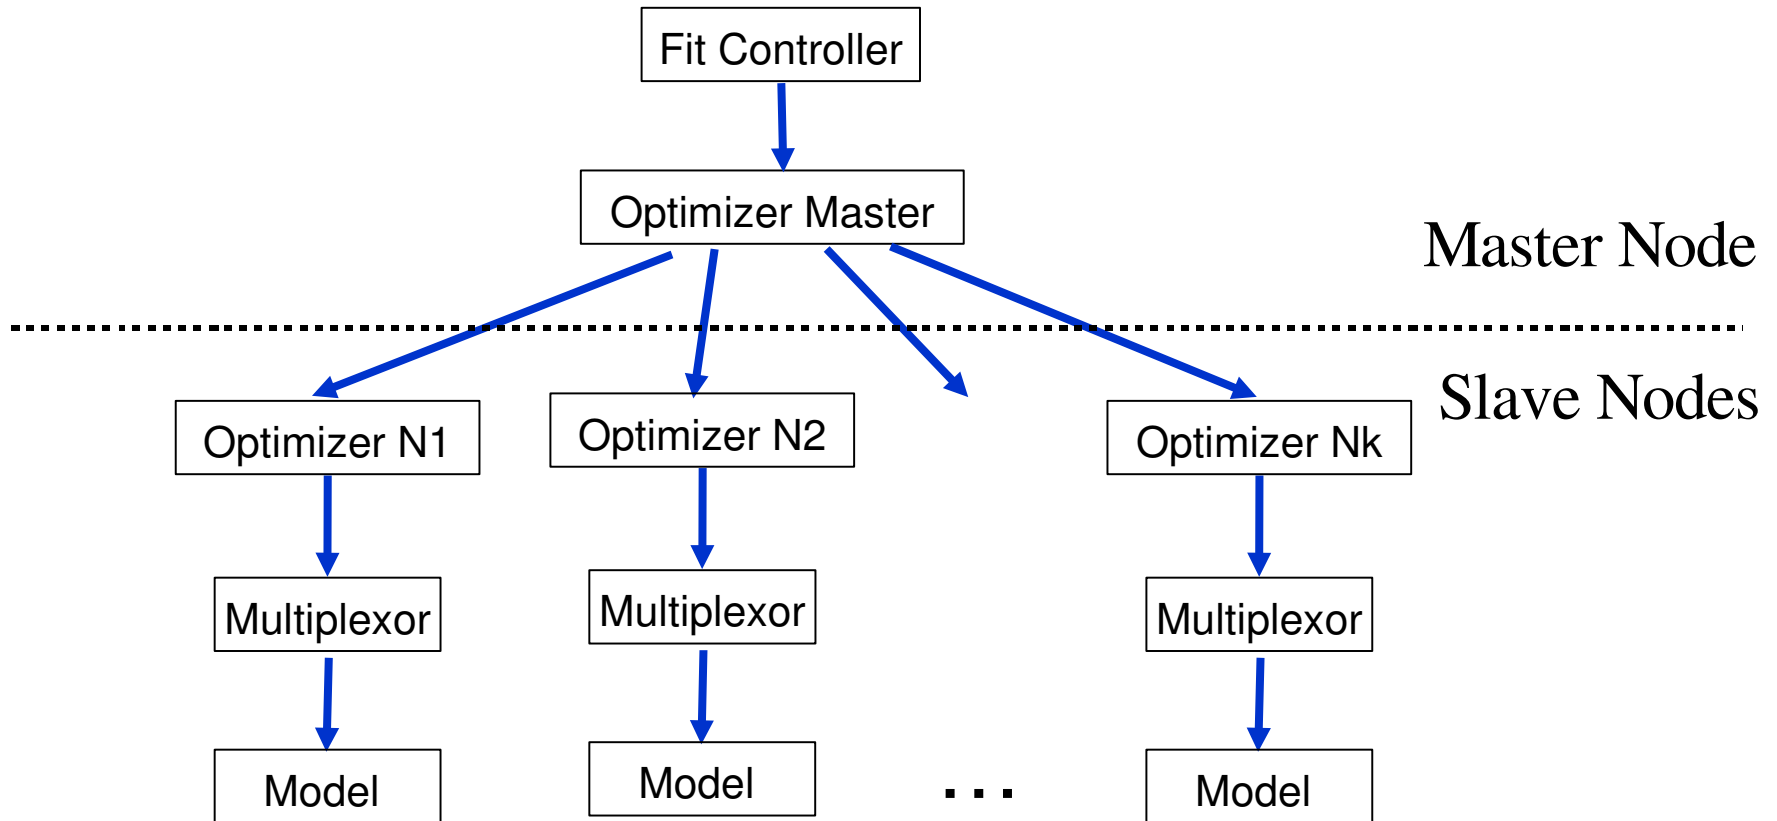 Fit Controller
Optimizer Master
Master Node
Slave Nodes
Optimizer N1
Optimizer N2
Optimizer Nk
Multiplexor
Multiplexor
Multiplexor
Model
Model
...
Model